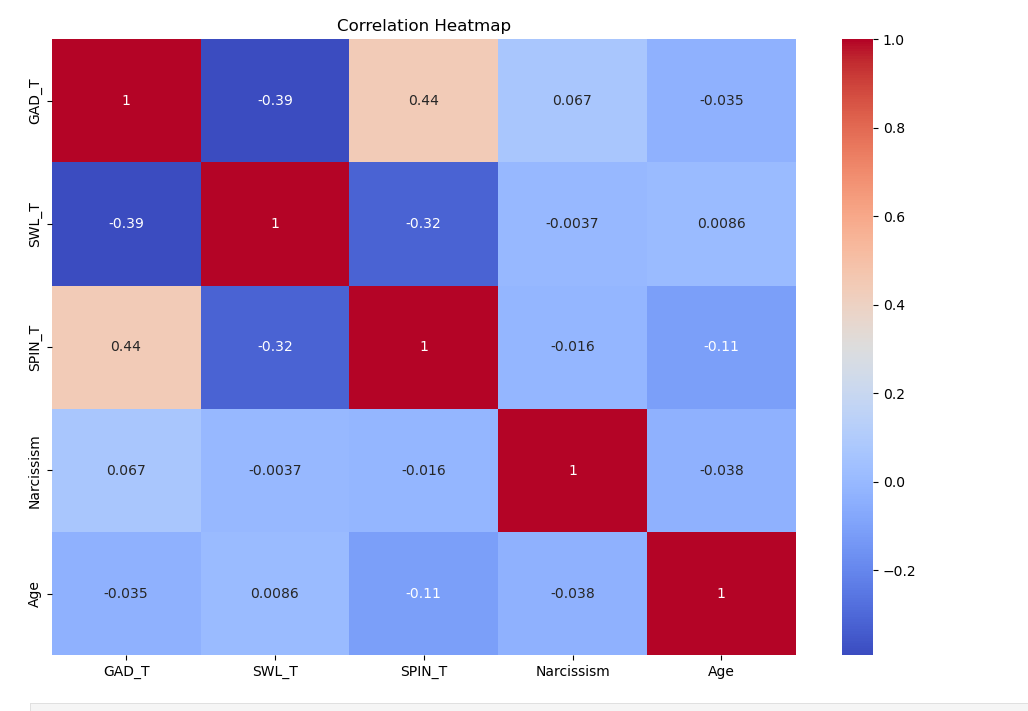 Correlation Heatmap
GAD_T
1
-0.39
0.44
0.067
-0.035
SWL_T
-0.39
1
-0.32
-0.0037
0.0086
SPIN_T
0.44
-0.32
1
-0.016
-0.11
Narcissism
0.067
-0.0037
-0.016
1
-0.038
Age
-0.035
0.0086
-0.11
-0.038
1
GAD_T
SWL_T
SPIN_T
Narcissism
Age
1.0
0.8
0.6
0.4
0.2
0.0
−0.2